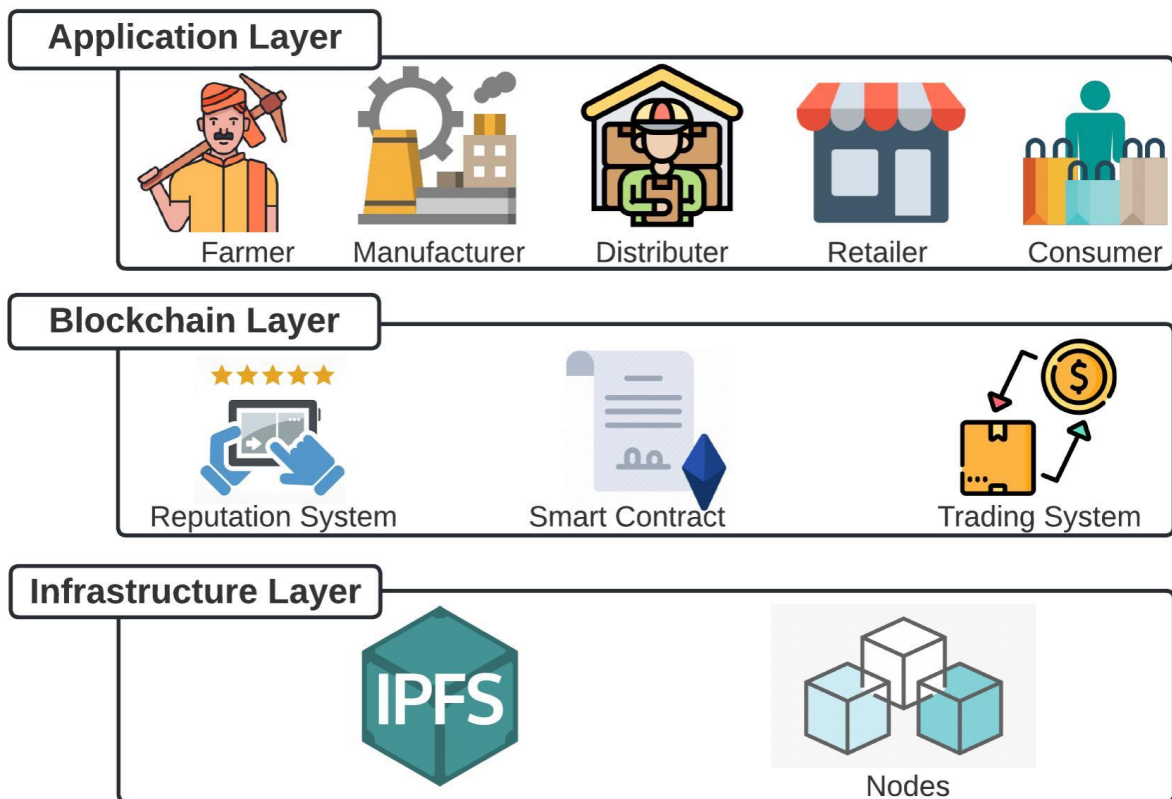 Application Layer
Farmer
Manufacturer
Distributer
Retailer
Consumer
Blockchain Layer
$
Reputation System
Smart Contract
Trading System
Infrastructure Layer
IPFS
Nodes